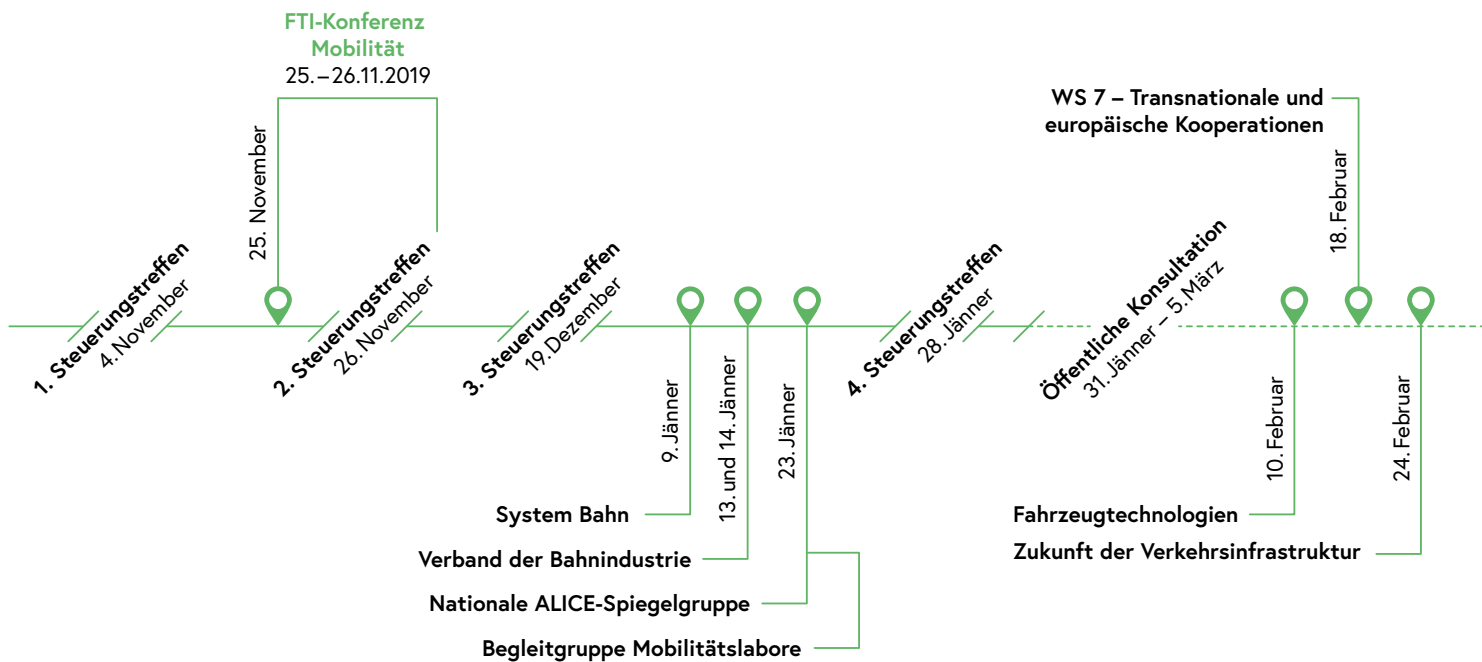 FTI-Konferenz
Mobilität
25.–26.11.2019
25. November
WS 7 – Transnationale und
europäische Kooperationen
18. Februar
1. Steuerungstreffen
4. November
2. Steuerungstreffen
26. November
3. Steuerungstreffen
19. Dezember
4. Steuerungstreffen
28. Jänner
Öffentliche Konsultation
31. Jänner – 5. März
9. Jänner
13. und 14. Jänner
23. Jänner
10. Februar
24. Februar
System Bahn
Verband der Bahnindustrie
Nationale ALICE-Spiegelgruppe
Begleitgruppe Mobilitätslabore
Fahrzeugtechnologien
Zukunft der Verkehrsinfrastruktur